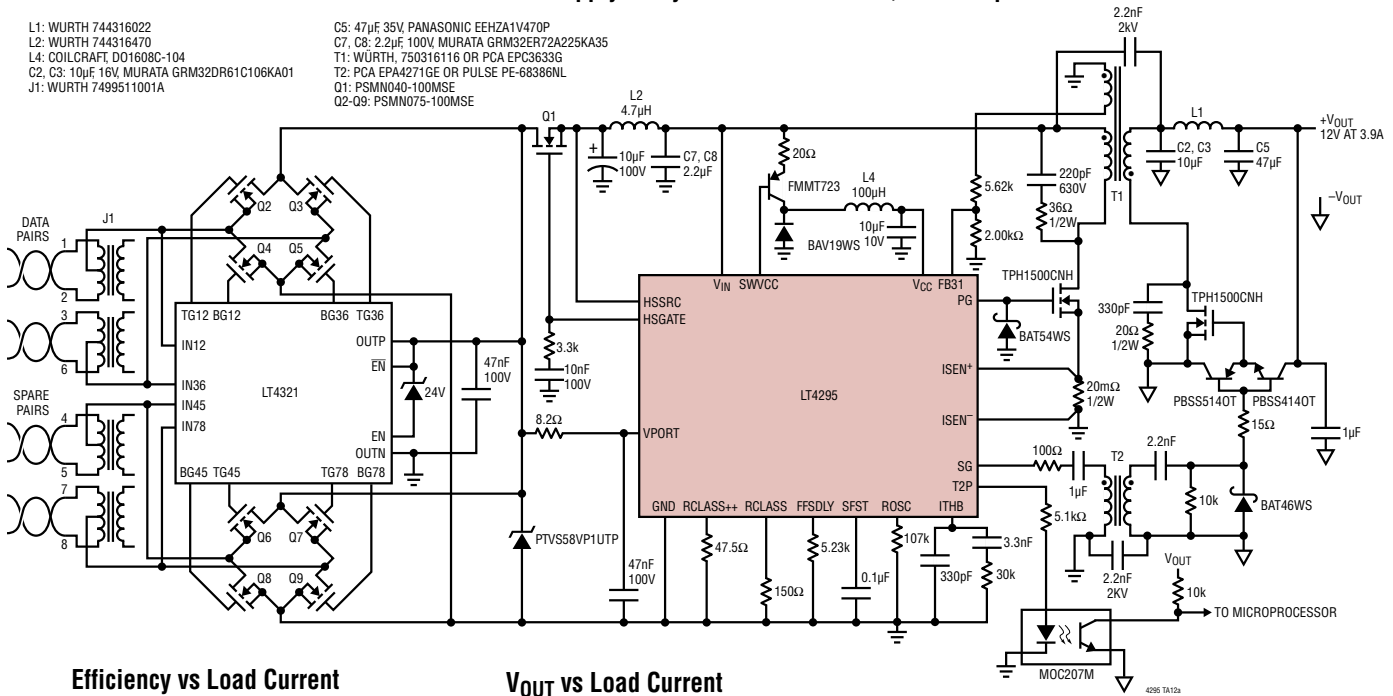 L1: WURTH 744316022
L2: WURTH 744316470
L4: COILCRAFT, DO1608C-104
C2, C3: 10µF, 16V, MURATA GRM32DR61C106KA01
J1: WURTH 7499511001A
C5: 47µF, 35V, PANASONIC EEHZA1V470P
C7, C8: 2.2µF, 100V, MURATA GRM32ER72A225KA35
T1: WÜRTH, 750316116 OR PCA EPC3633G
T2: PCA EPA4271GE OR PULSE PE-68386NL
Q1: PSMN040-100MSE
Q2-Q9: PSMN075-100MSE
2.2nF
2kV
Q1
L2
4.7µH
+
10µF
100V
C7, C8
2.2µF
20Ω
FMMT723
L4
100µH
10µF
10V
BAV19WS
5.62k
2.00kΩ
220pF
630V
36Ω
1/2W
T1
L1
C2, C3
10µF
C5
47µF
+VOUT
12V AT 3.9A
–VOUT
DATA
PAIRS
J1
1
2
3
6
SPARE
PAIRS
4
5
7
8
Q2
Q3
Q4
Q5
TG12 BG12
BG36 TG36
IN12
IN36
IN45
IN78
LT4321
OUTP
EN
EN
OUTN
BG45 TG45
TG78 BG78
24V
47nF
100V
Q6
Q7
Q8
Q9
3.3k
10nF
100V
8.2Ω
PTVS58VP1UTP
47nF
100V
HSSRC
HSGATE
VPORT
VIN SWVCC
VCC FB31
PG
LT4295
ISEN+
ISEN–
SG
T2P
GND RCLASS++ RCLASS FFSDLY SFST ROSC ITHB
47.5Ω
150Ω
5.23k
0.1µF
107k
330pF
3.3nF
30k
TPH1500CNH
BAT54WS
20mΩ
1/2W
330pF
20Ω
1/2W
TPH1500CNH
PBSS5140T PBSS4140T
15Ω
1µF
100Ω
1µF
T2
2.2nF
10k
BAT46WS
2.2nF
2KV
5.1kΩ
VOUT
10k
TO MICROPROCESSOR
MOC207M
4295 TA12a
Efficiency vs Load Current
VOUT vs Load Current